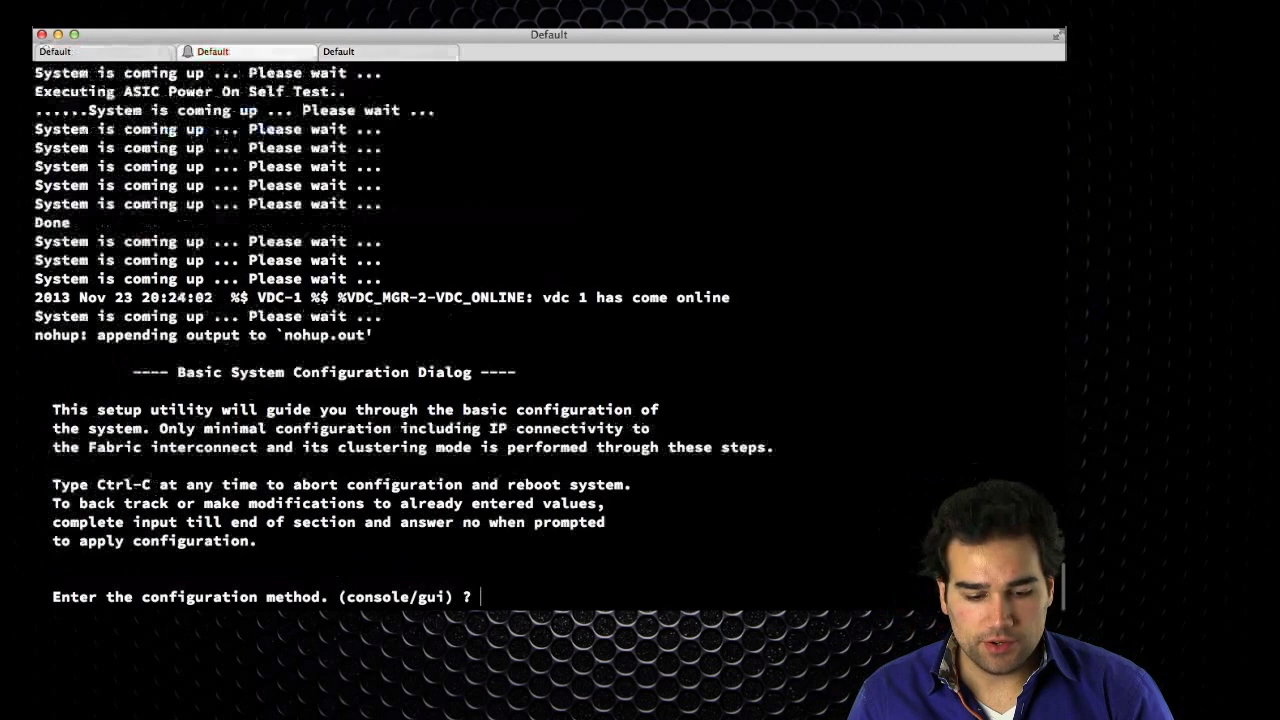 Default
Default
Default
Default
System is coming up ... Please wait ...
Executing ASIC Power On Self Test..
......System is coming up ... Please wait ...
System is coming up ... Please wait ...
System is coming up ... Please wait ...
System is coming up ... Please wait ...
System is coming up ... Please wait ...
System is coming up ... Please wait ...
Done
System is coming up ... Please wait ...
System is coming up ... Please wait ...
System is coming up ... Please wait ...
2013 Nov 23 20:24:02  %$ VDC-1 %$ %VDC_MGR-2-VDC_ONLINE: vdc 1 has come online
System is coming up ... Please wait ...
nohup: appending output to `nohup.out'
---- Basic System Configuration Dialog ----
This setup utility will guide you through the basic configuration of
the system. Only minimal configuration including IP connectivity to
the Fabric interconnect and its clustering mode is performed through these steps.
Type Ctrl-C at any time to abort configuration and reboot system.
To back track or make modifications to already entered values,
complete input till end of section and answer no when prompted
to apply configuration.
Enter the configuration method. (console/gui) ?